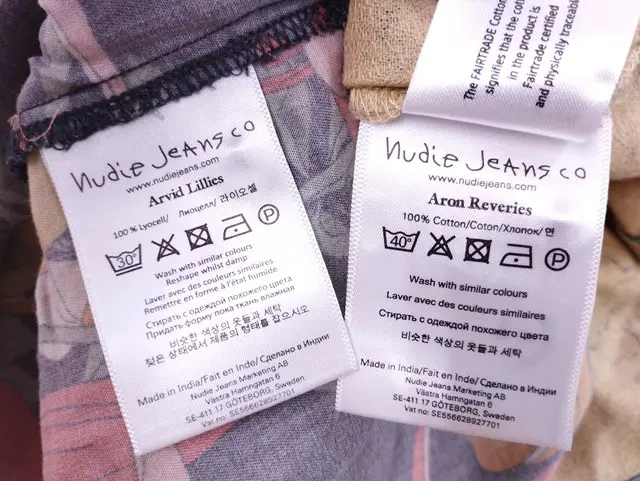 nudie Jeans co
www.nudiejeans.com
Arvid Lillies
100 % Lyocell/ Лиоцелл/ 라이오셀
30°
P
Wash with similar colours
Reshape whilst damp
Laver avec des couleurs similaires
Remettre en forme à l'état humide
Стирать с одеждой похожего цвета
Придать форму пока ткань влажная
비슷한 색상의 옷들과 세탁
젖은 상태에서 제품의 형태를 잡으시오
Made in India/Fait en Inde/ Сделано в Индии
Nudie Jeans Marketing AB
Västra Hamngatan 6
SE-411 17 GÖTEBORG, Sweden
Vat no: SE556628927701
The FAIRTRADE Cotton
signifies that the
in the product is
Fairtrade certified
and physically traceable
nudie Jeans co
www.nudiejeans.com
Aron Reveries
100% Cotton/Coton/Хлопок/ 면
40°
P
Wash with similar colours
Laver avec des couleurs similaires
Стирать с одеждой похожего цвета
비슷한 색상의 옷들과 세탁
Made in India/Fait en Inde/ Сделано в Индии
Nudie Jeans Marketing AB
Västra Hamngatan 6
SE-411 17 GÖTEBORG, Sweden
Vat no: SE556628927701